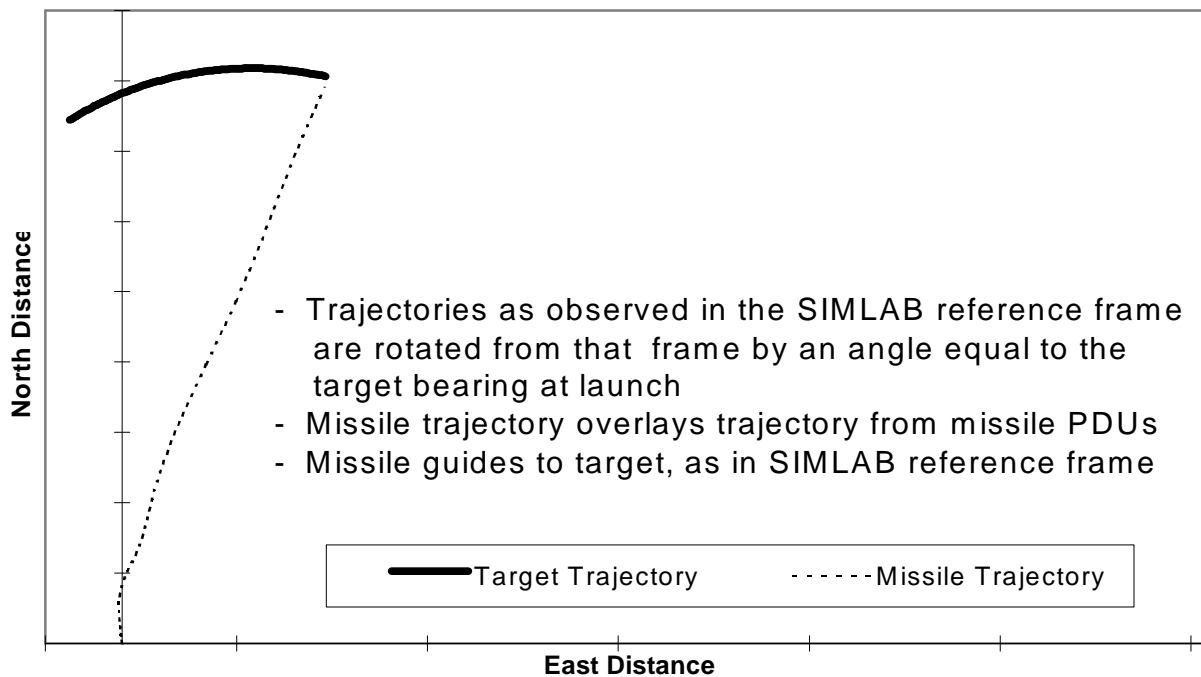 North Distance
- Trajectories as observed in the SIMLAB reference frame
are rotated from that frame by an angle equal to the
target bearing at launch
- Missile trajectory overlays trajectory from missile PDUs
- Missile guides to target, as in SIMLAB reference frame
Target Trajectory
Missile Trajectory
East Distance